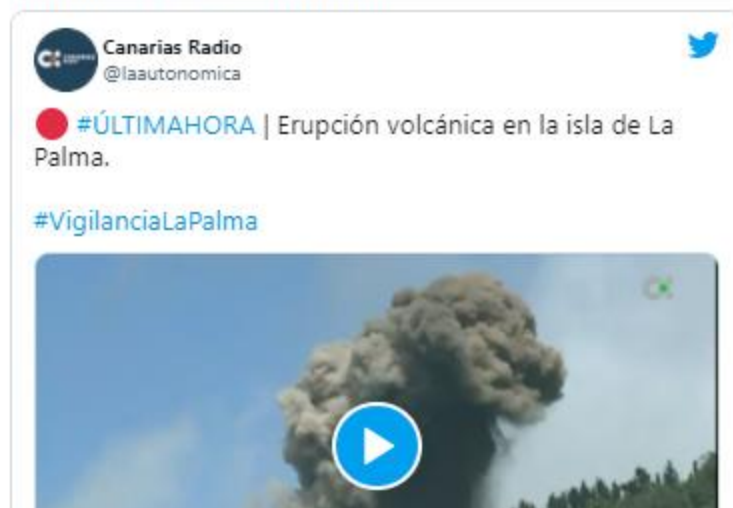 Canarias Radio
@laautonomica
#ÚLTIMAHORA | Erupción volcánica en la isla de La
Palma.
#VigilanciaLaPalma